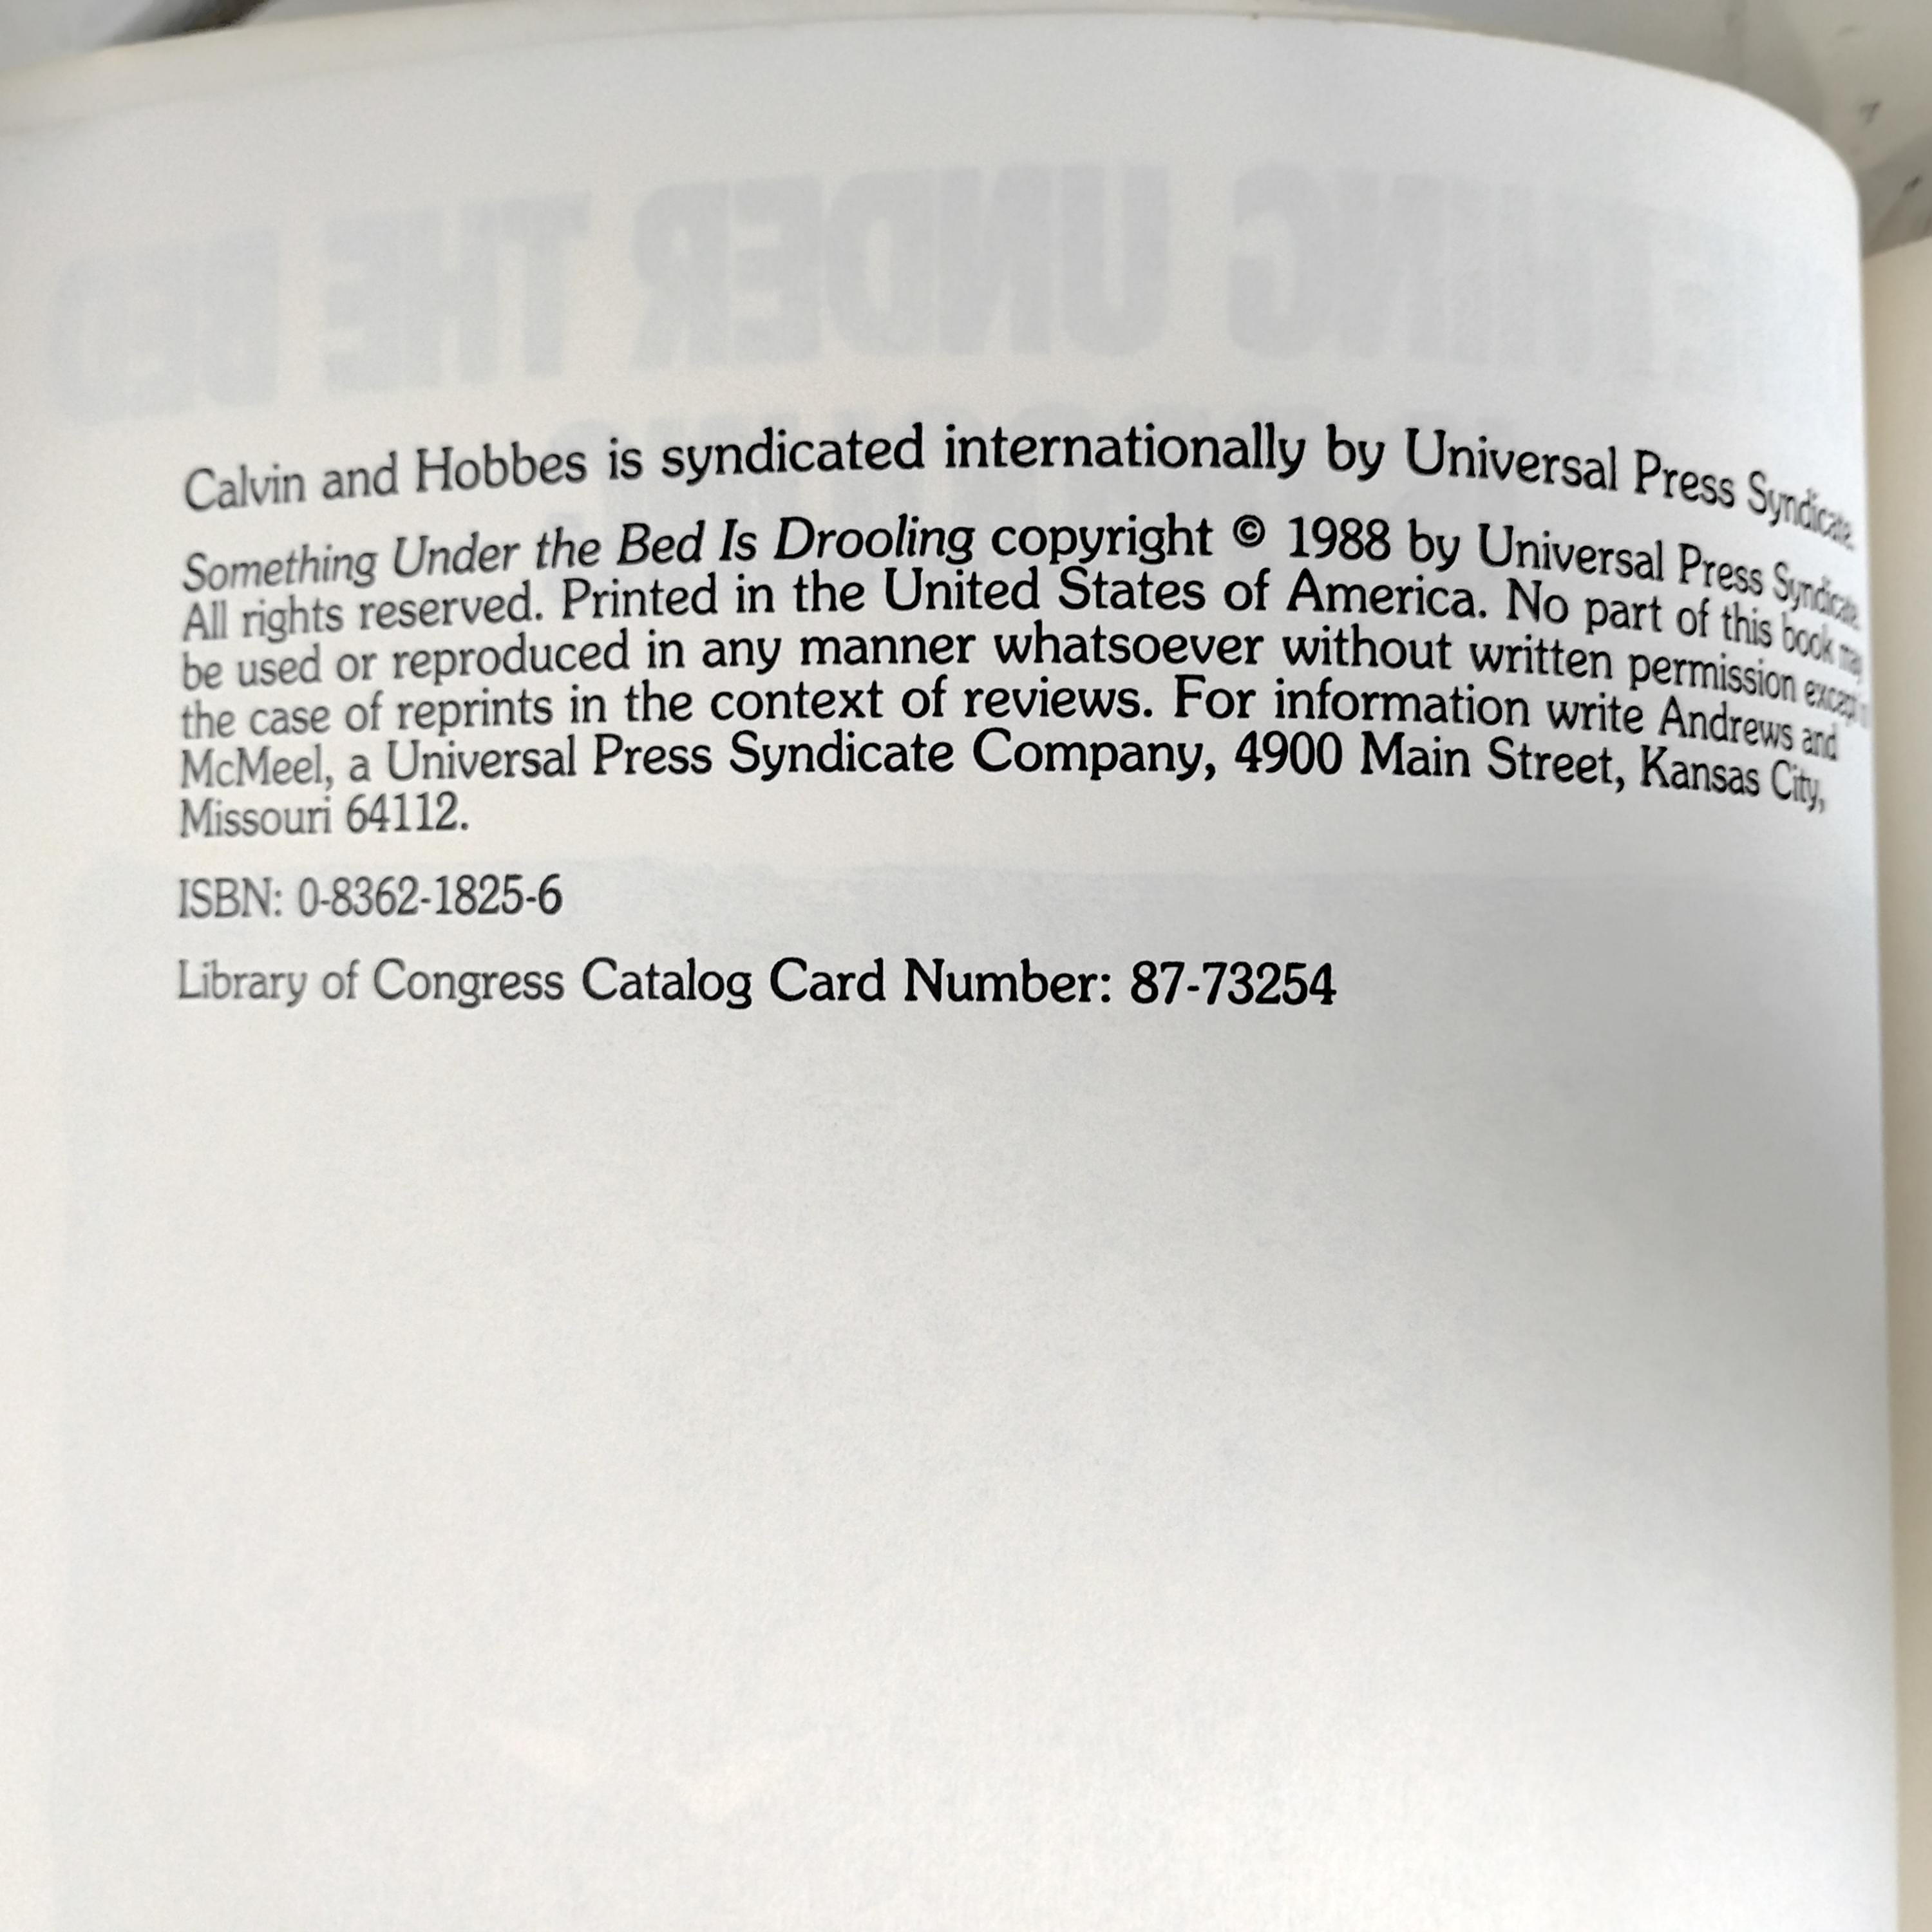 Calvin and Hobbes is syndicated internationally by Universal Press Syndicate.
Something Under the Bed Is Drooling copyright © 1988 by Universal Press Syndicate.
All rights reserved. Printed in the United States of America. No part of this book may
be used or reproduced in any manner whatsoever without written permission except in
the case of reprints in the context of reviews. For information write Andrews and
McMeel, a Universal Press Syndicate Company, 4900 Main Street, Kansas City,
Missouri 64112.
ISBN: 0-8362-1825-6
Library of Congress Catalog Card Number: 87-73254